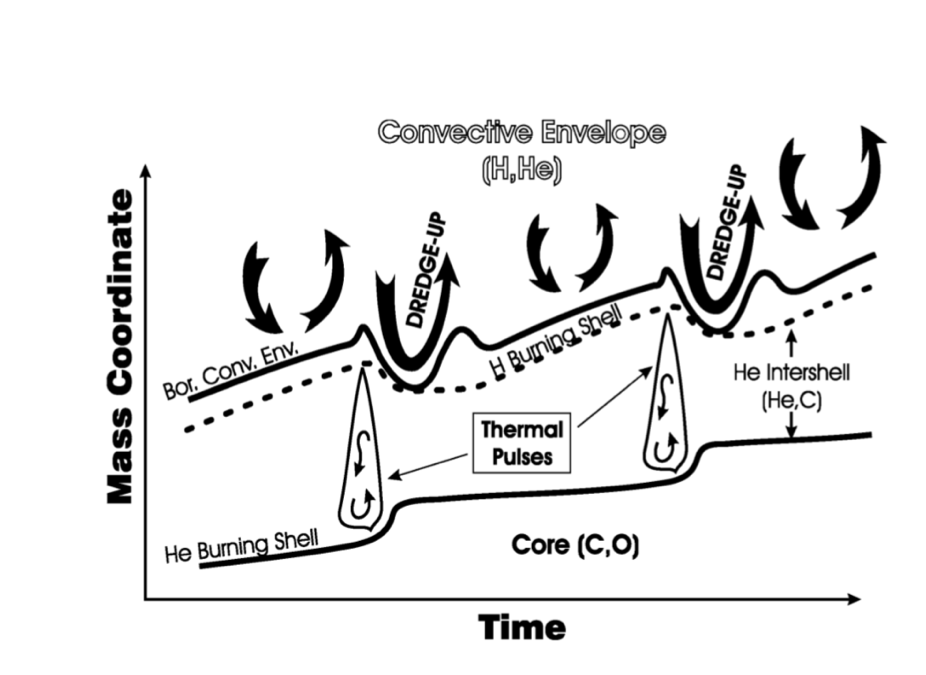 Convective Envelope
(H,He)
Mass Coordinate
DREDGE-UP
DREDGE-UP
Bor. Conv. Env.
H Burning Shell
He Intershell
(He,C)
Thermal
Pulses
He Burning Shell
Core (C,O)
Time